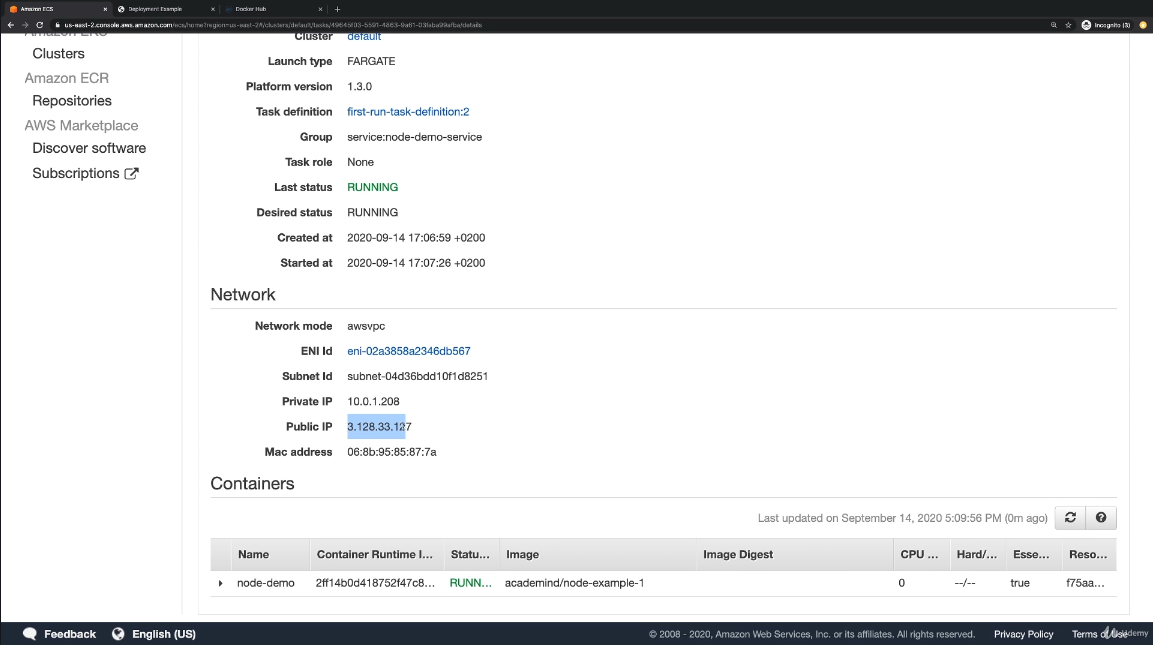 Amazon ECS
Deployment Example
Docker Hub
us-east-2.console.aws.amazon.com/ecs/home?region=us-east-2#/clusters/default/tasks/49645f03-5591-4863-9a61-03faba99afba/details
Incognito (3)
Amazon EKS
Clusters
Amazon ECR
Repositories
AWS Marketplace
Discover software
Subscriptions
Cluster default
Launch type FARGATE
Platform version 1.3.0
Task definition first-run-task-definition:2
Group service:node-demo-service
Task role None
Last status RUNNING
Desired status RUNNING
Created at 2020-09-14 17:06:59 +0200
Started at 2020-09-14 17:07:26 +0200
Network
Network mode awsvpc
ENI Id eni-02a3858a2346db567
Subnet Id subnet-04d36bdd10f1d8251
Private IP 10.0.1.208
Public IP 3.128.33.127
Mac address 06:8b:95:85:87:7a
Containers
Last updated on September 14, 2020 5:09:56 PM (0m ago)
Name Container Runtime I... Statu... Image Image Digest CPU ... Hard/... Esse... Reso...
node-demo 2ff14b0d418752f47c8... RUNN... academind/node-example-1 0 --/-- true f75aa...
Feedback English (US) © 2008 - 2020, Amazon Web Services, Inc. or its affiliates. All rights reserved. Privacy Policy Terms of Use
Udemy